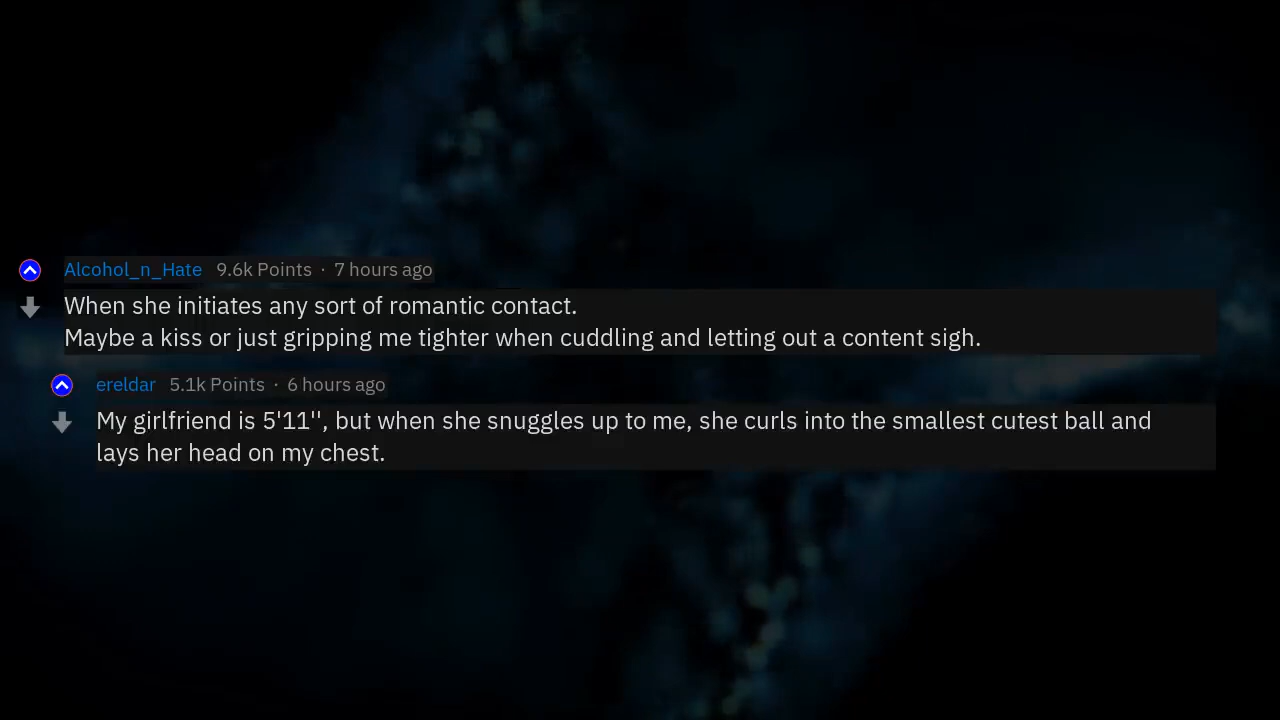 Alcohol_n_Hate 9.6k Points · 7 hours ago
When she initiates any sort of romantic contact.
Maybe a kiss or just gripping me tighter when cuddling and letting out a content sigh.
ereldar 5.1k Points · 6 hours ago
My girlfriend is 5'11'', but when she snuggles up to me, she curls into the smallest cutest ball and
lays her head on my chest.